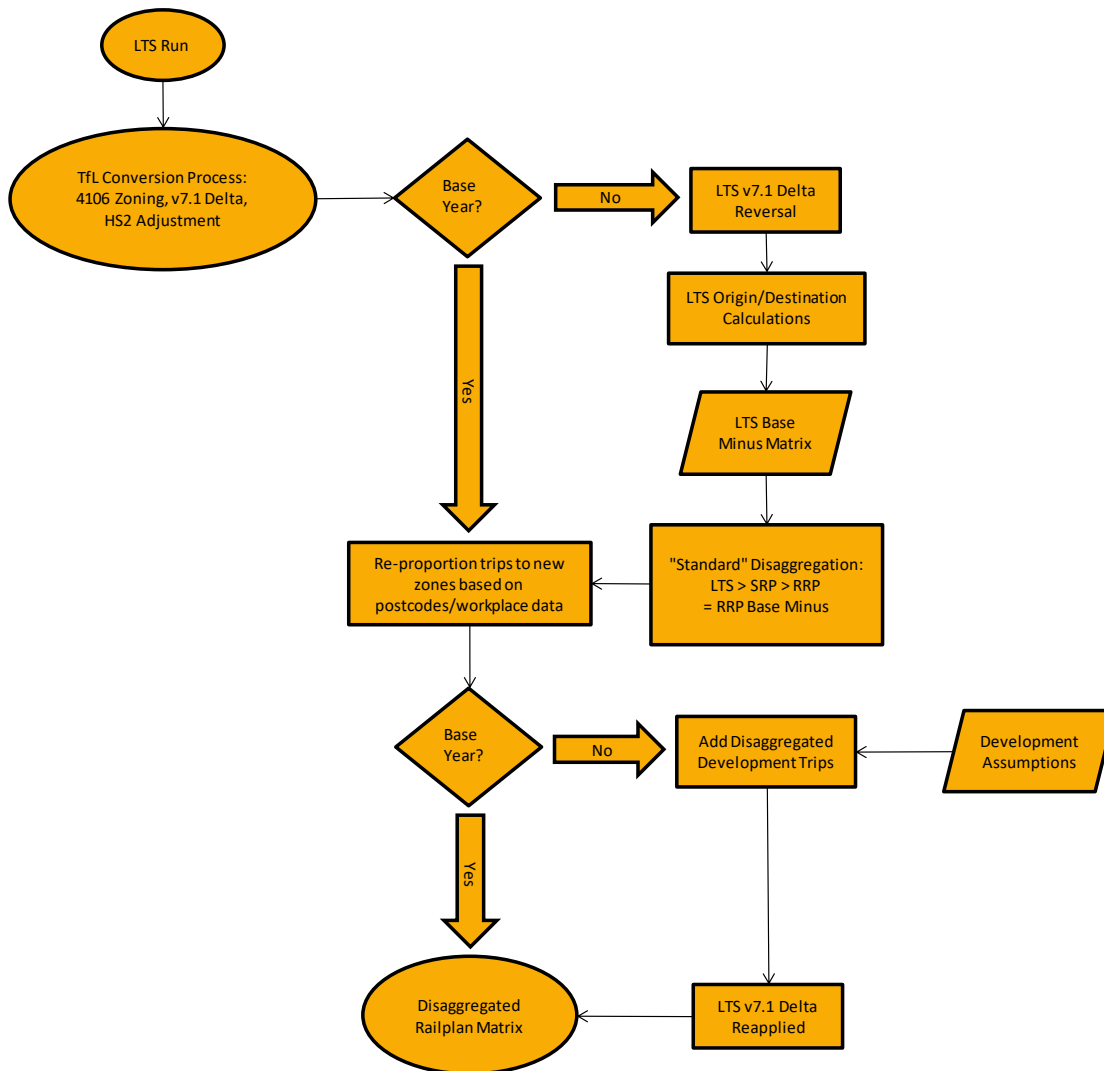 LTS Run
TfL Conversion Process:
4106 Zoning, v7.1 Delta,
HS2 Adjustment
Base
Year?
No
LTS v7.1 Delta
Reversal
LTS Origin/Destination
Calculations
Yes
LTS Base
Minus Matrix
Re-proportion trips to new
zones based on
postcodes/workplace data
"Standard" Disaggregation:
LTS > SRP > RRP
= RRP Base Minus
Base
Year?
No
Add Disaggregated
Development Trips
Development
Assumptions
Yes
Disaggregated
Railplan Matrix
LTS v7.1 Delta
Reapplied